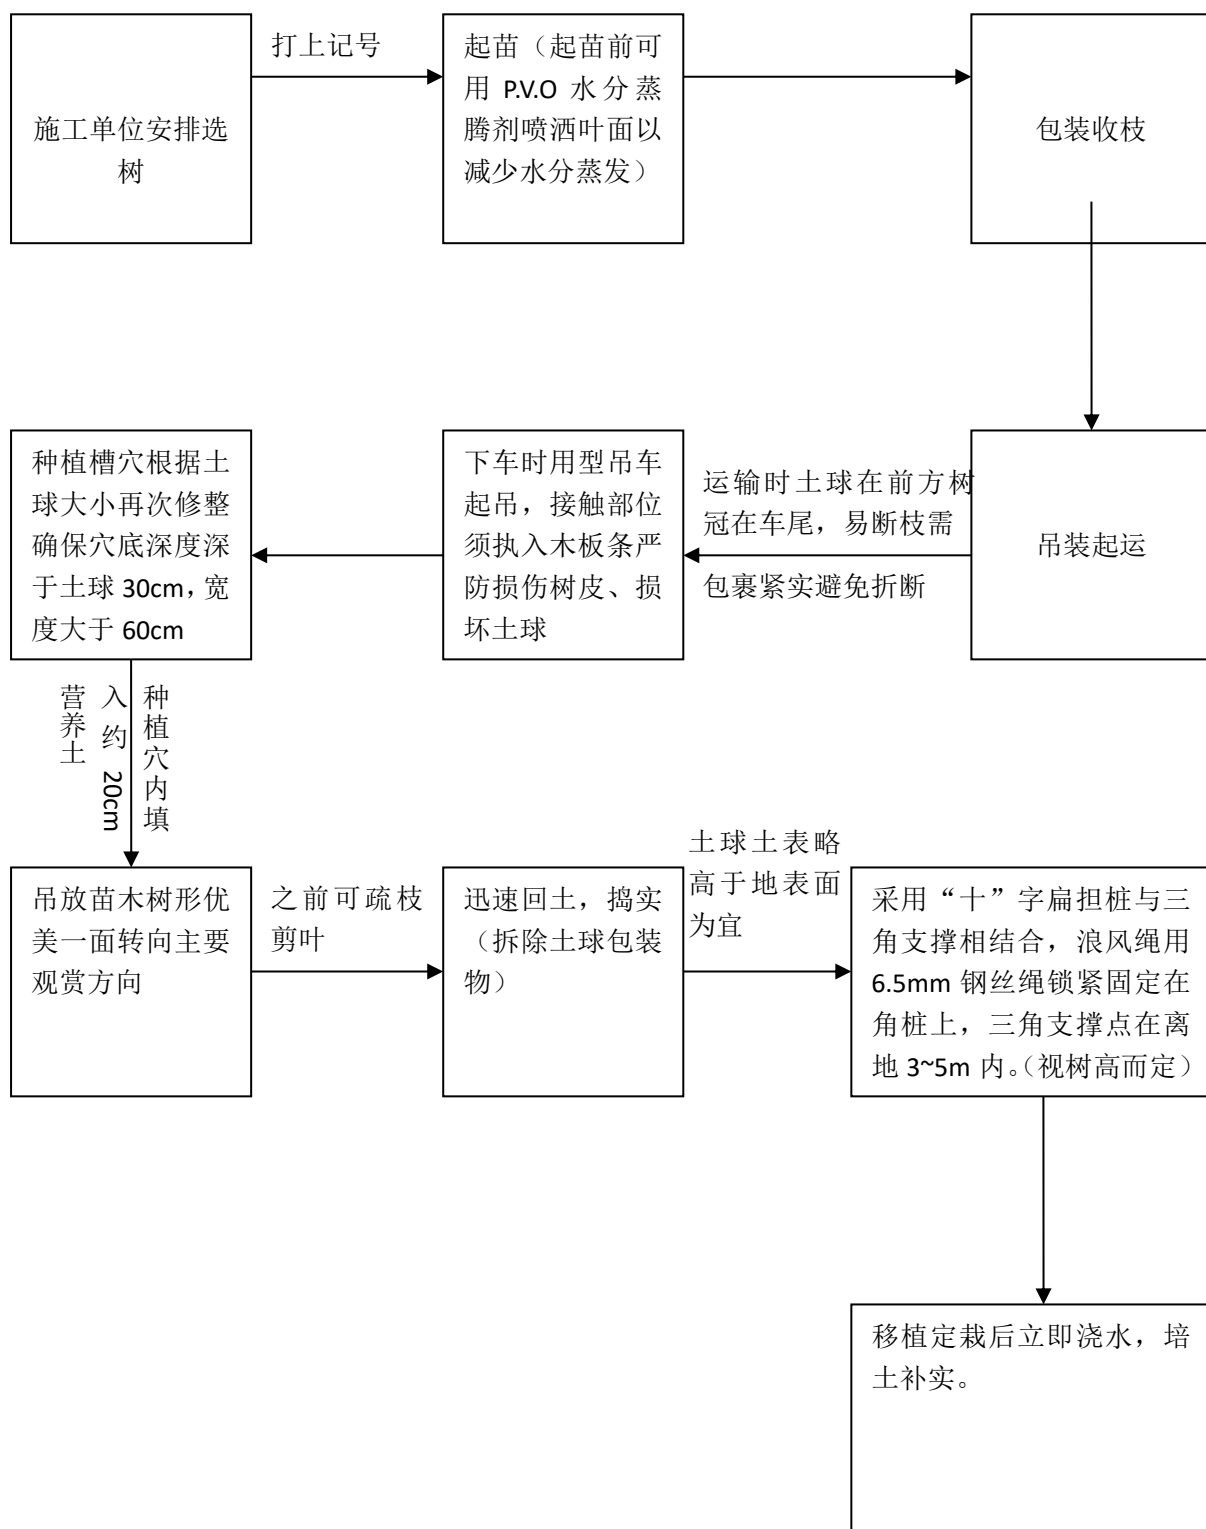 打上记号
施工单位安排选
树
起苗（起苗前可
用 P.V.O 水分蒸
腾剂喷洒叶面以
减少水分蒸发）
包装收枝
吊装起运
运输时土球在前方树
冠在车尾，易断枝需
包裹紧实避免折断
下车时用型吊车
起吊，接触部位
须执入木板条严
防损伤树皮、损
坏土球
种植槽穴根据土
球大小再次修整
确保穴底深度深
于土球 30cm，宽
度大于 60cm
种植穴内填
入约 20cm
营养土
吊放苗木树形优
美一面转向主要
观赏方向
之前可疏枝
剪叶
迅速回土，捣实
（拆除土球包装
物）
土球土表略
高于地表面
为宜
采用“十”字扁担桩与三
角支撑相结合，浪风绳用
6.5mm 钢丝绳锁紧固定在
角桩上，三角支撑点在离
地 3~5m 内。（视树高而定）
移植定栽后立即浇水，培
土补实。